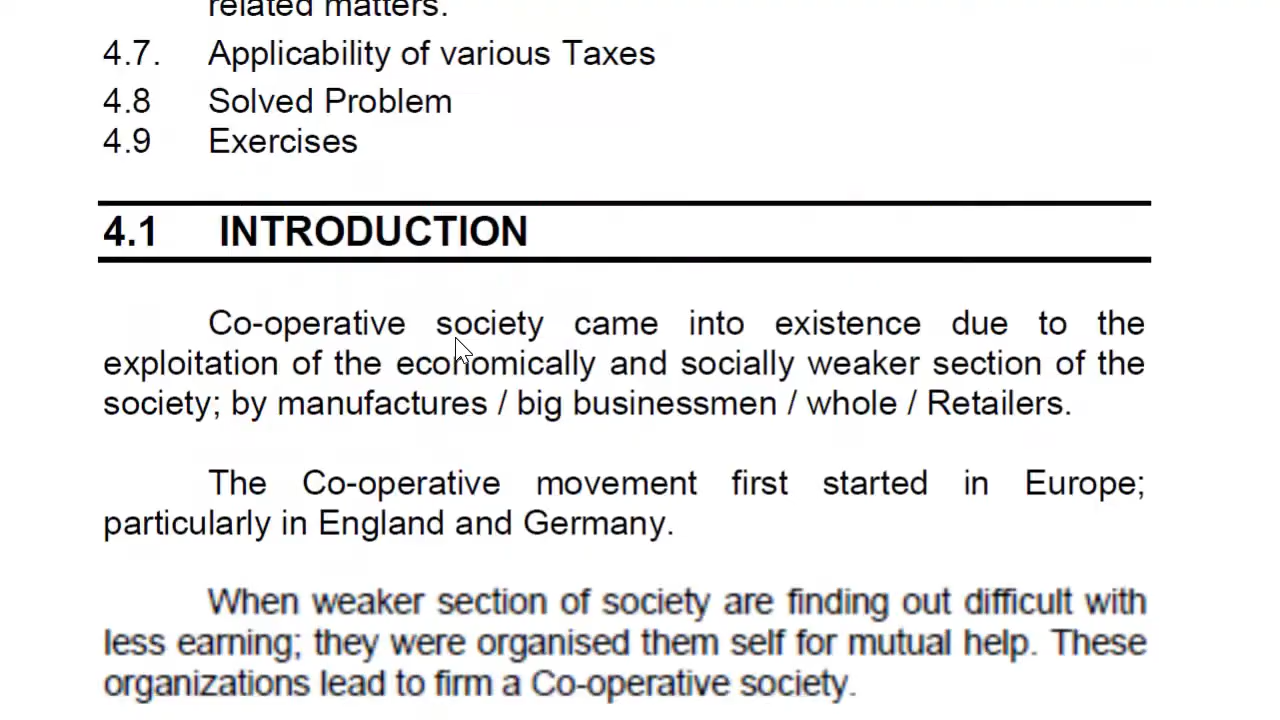 related matters.
4.7. Applicability of various Taxes
4.8 Solved Problem
4.9 Exercises
4.1 INTRODUCTION
Co-operative society came into existence due to the
exploitation of the economically and socially weaker section of the
society; by manufactures / big businessmen / whole / Retailers.
The Co-operative movement first started in Europe;
particularly in England and Germany.
When weaker section of society are finding out difficult with
less earning; they were organised them self for mutual help. These
organizations lead to firm a Co-operative society.